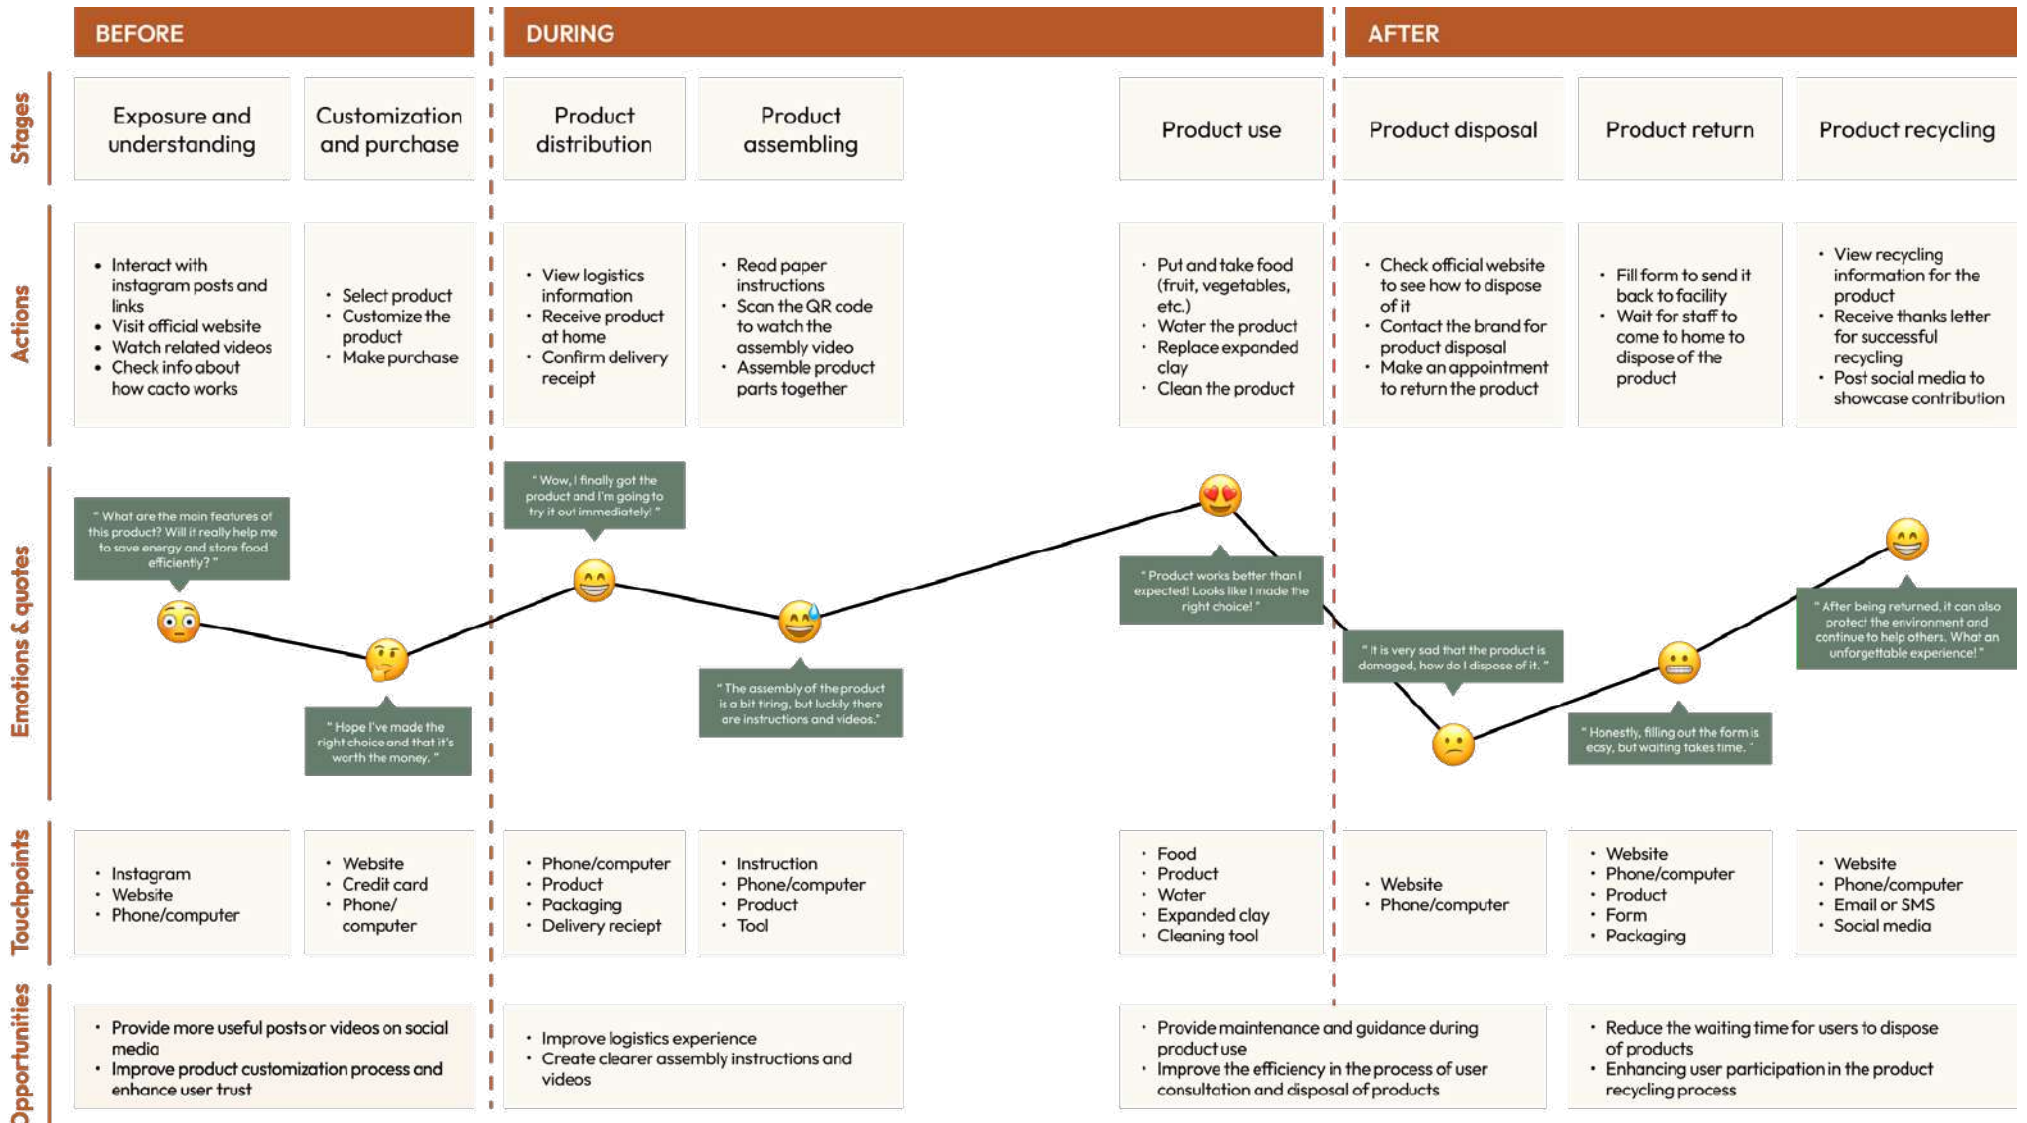 BEFORE
DURING
AFTER
Stages
Exposure and
understanding
Customization
and purchase
Product
distribution
Product
assembling
Product use
Product disposal
Product return
Product recycling
Actions
• Interact with
instagram posts and
links
• Visit official website
• Watch related videos
• Check info about
how cacto works
• Select product
• Customize the
product
• Make purchase
• View logistics
information
• Receive product
at home
• Confirm delivery
receipt
• Read paper
instructions
• Scan the QR code
to watch the
assembly video
• Assemble product
parts together
• Put and take food
(fruit, vegetables,
etc.)
• Water the product
• Replace expanded
clay
• Clean the product
• Check official website
to see how to dispose
of it
• Contact the brand for
product disposal
• Make an appointment
to return the product
• Fill form to send it
back to facility
• Wait for staff to
come to home to
dispose of the
product
• View recycling
information for the
product
• Receive thanks letter
for successful
recycling
• Post social media to
showcase contribution
Emotions & quotes
" What are the main features of
this product? Will it really help me
to save energy and store food
efficiently? "
" Hope I've made the
right choice and that it's
worth the money. "
" Wow, I finally got the
product and I'm going to
try it out immediately! "
" The assembly of the product
is a bit tiring, but luckily there
are instructions and videos."
" Product works better than I
expected! Looks like I made the
right choice! "
" It is very sad that the product is
damaged, how do I dispose of it. "
" Honestly, filling out the form is
easy, but waiting takes time. "
" After being returned, it can also
protect the environment and
continue to help others. What an
unforgettable experience! "
Touchpoints
• Instagram
• Website
• Phone/computer
• Website
• Credit card
• Phone/
computer
• Phone/computer
• Product
• Packaging
• Delivery reciept
• Instruction
• Phone/computer
• Product
• Tool
• Food
• Product
• Water
• Expanded clay
• Cleaning tool
• Website
• Phone/computer
• Website
• Phone/computer
• Product
• Form
• Packaging
• Website
• Phone/computer
• Email or SMS
• Social media
Opportunities
• Provide more useful posts or videos on social
media
• Improve product customization process and
enhance user trust
• Improve logistics experience
• Create clearer assembly instructions and
videos
• Provide maintenance and guidance during
product use
• Improve the efficiency in the process of user
consultation and disposal of products
• Reduce the waiting time for users to dispose
of products
• Enhancing user participation in the product
recycling process